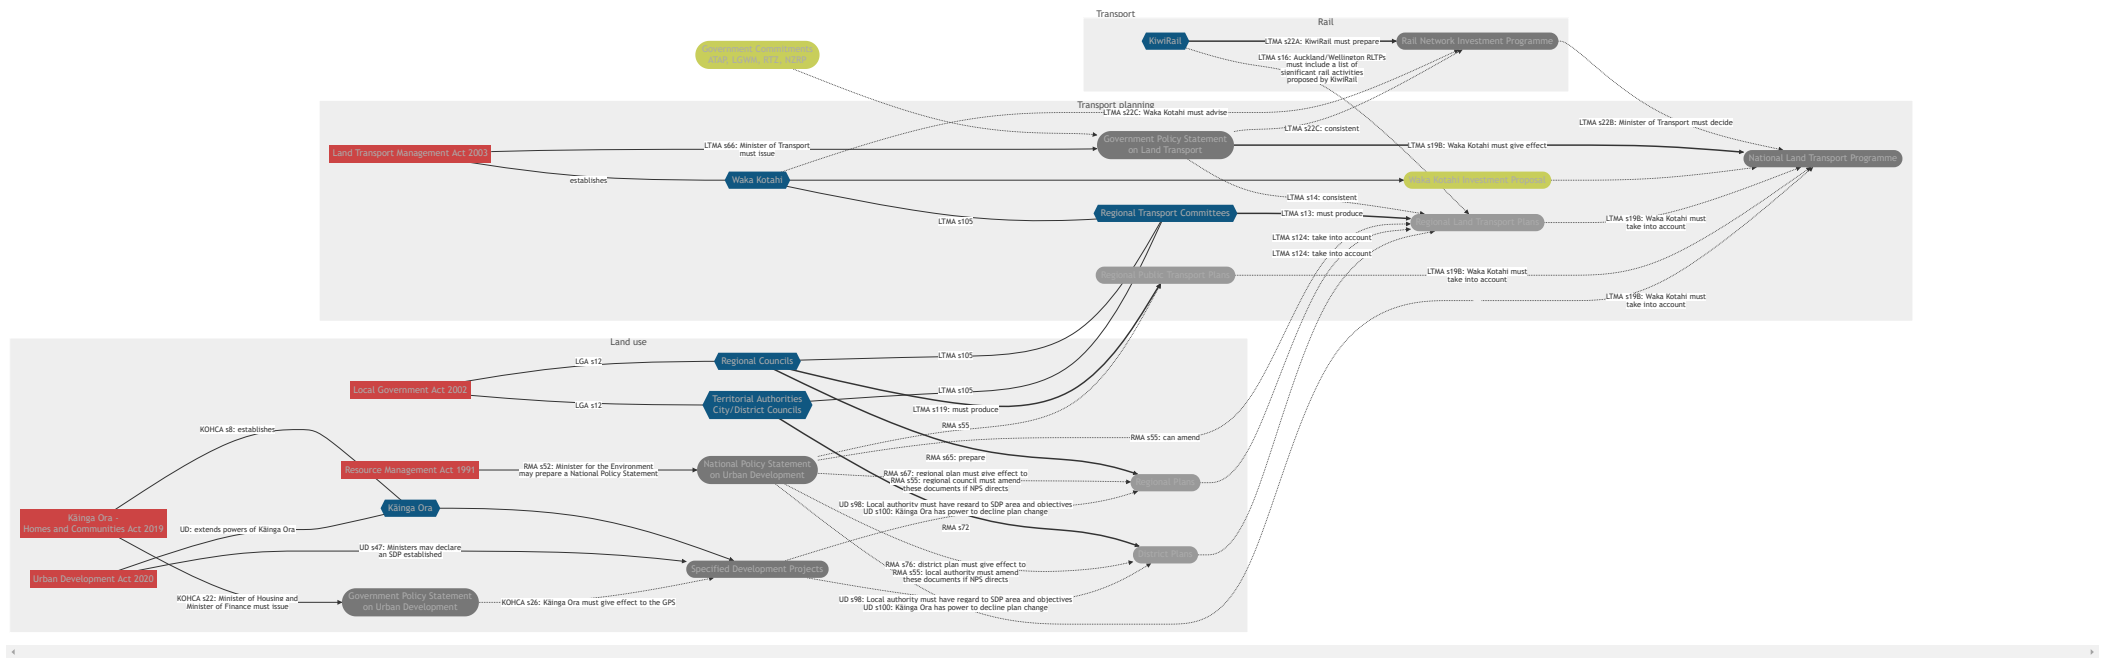 Transport
Rail
KiwiRail
LTMA s22A: KiwiRail must prepare
Rail Network Investment Programme
LTMA s16: Auckland/Wellington RLTPs
must include a list of
significant rail activities
proposed by KiwiRail
Government Commitments
ATAP, LGWM, RTZ, NZRP
Transport planning
LTMA s22C: Waka Kotahi must advise
LTMA s22C: consistent
LTMA s22B: Minister of Transport must decide
Land Transport Management Act 2003
LTMA s66: Minister of Transport
must issue
Government Policy Statement
on Land Transport
LTMA s19B: Waka Kotahi must give effect
National Land Transport Programme
establishes
Waka Kotahi
Waka Kotahi Investment Proposal
LTMA s14: consistent
LTMA s105
Regional Transport Committees
LTMA s13: must produce
Regional Land Transport Plans
LTMA s19B: Waka Kotahi must
take into account
LTMA s124: take into account
LTMA s124: take into account
Regional Public Transport Plans
LTMA s19B: Waka Kotahi must
take into account
LTMA s19B: Waka Kotahi must
take into account
Land use
LGA s12
Regional Councils
LTMA s105
Local Government Act 2002
LGA s12
Territorial Authorities
City/District Councils
LTMA s105
LTMA s119: must produce
RMA s55
RMA s55: can amend
KOHCA s8: establishes
Resource Management Act 1991
RMA s52: Minister for the Environment
may prepare a National Policy Statement
National Policy Statement
on Urban Development
RMA s65: prepare
RMA s67: regional plan must give effect to
RMA s55: regional council must amend
these documents if NPS directs
Regional Plans
UD s98: Local authority must have regard to SDP area and objectives
UD s100: Kāinga Ora has power to decline plan change
Kāinga Ora -
Homes and Communities Act 2019
Kāinga Ora
UD: extends powers of Kāinga Ora
RMA s72
UD s47: Ministers may declare
an SDP established
District Plans
Urban Development Act 2020
Specified Development Projects
RMA s76: district plan must give effect to
RMA s55: local authority must amend
these documents if NPS directs
KOHCA s22: Minister of Housing and
Minister of Finance must issue
Government Policy Statement
on Urban Development
KOHCA s26: Kāinga Ora must give effect to the GPS
UD s98: Local authority must have regard to SDP area and objectives
UD s100: Kāinga Ora has power to decline plan change